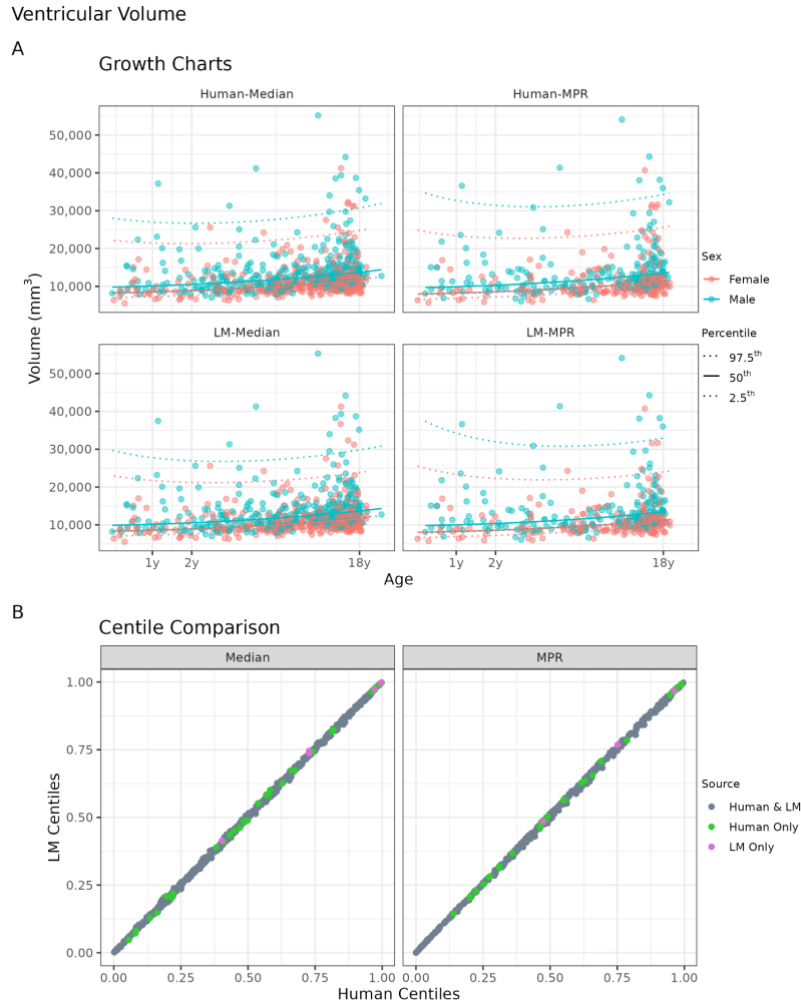 Ventricular Volume
A
Growth Charts
Human-Median
Human-MPR
50,000
40,000
30,000
20,000
10,000
LM-Median
LM-MPR
50,000
40,000
30,000
20,000
10,000
Volume (mm³)
1y
2y
18y
1y
2y
18y
Age
Sex
Female
Male
Percentile
97.5th
50th
2.5th
B
Centile Comparison
Median
MPR
1.00
0.75
0.50
0.25
0.00
LM Centiles
0.00
0.25
0.50
0.75
1.00
0.00
0.25
0.50
0.75
1.00
Human Centiles
Source
Human & LM
Human Only
LM Only